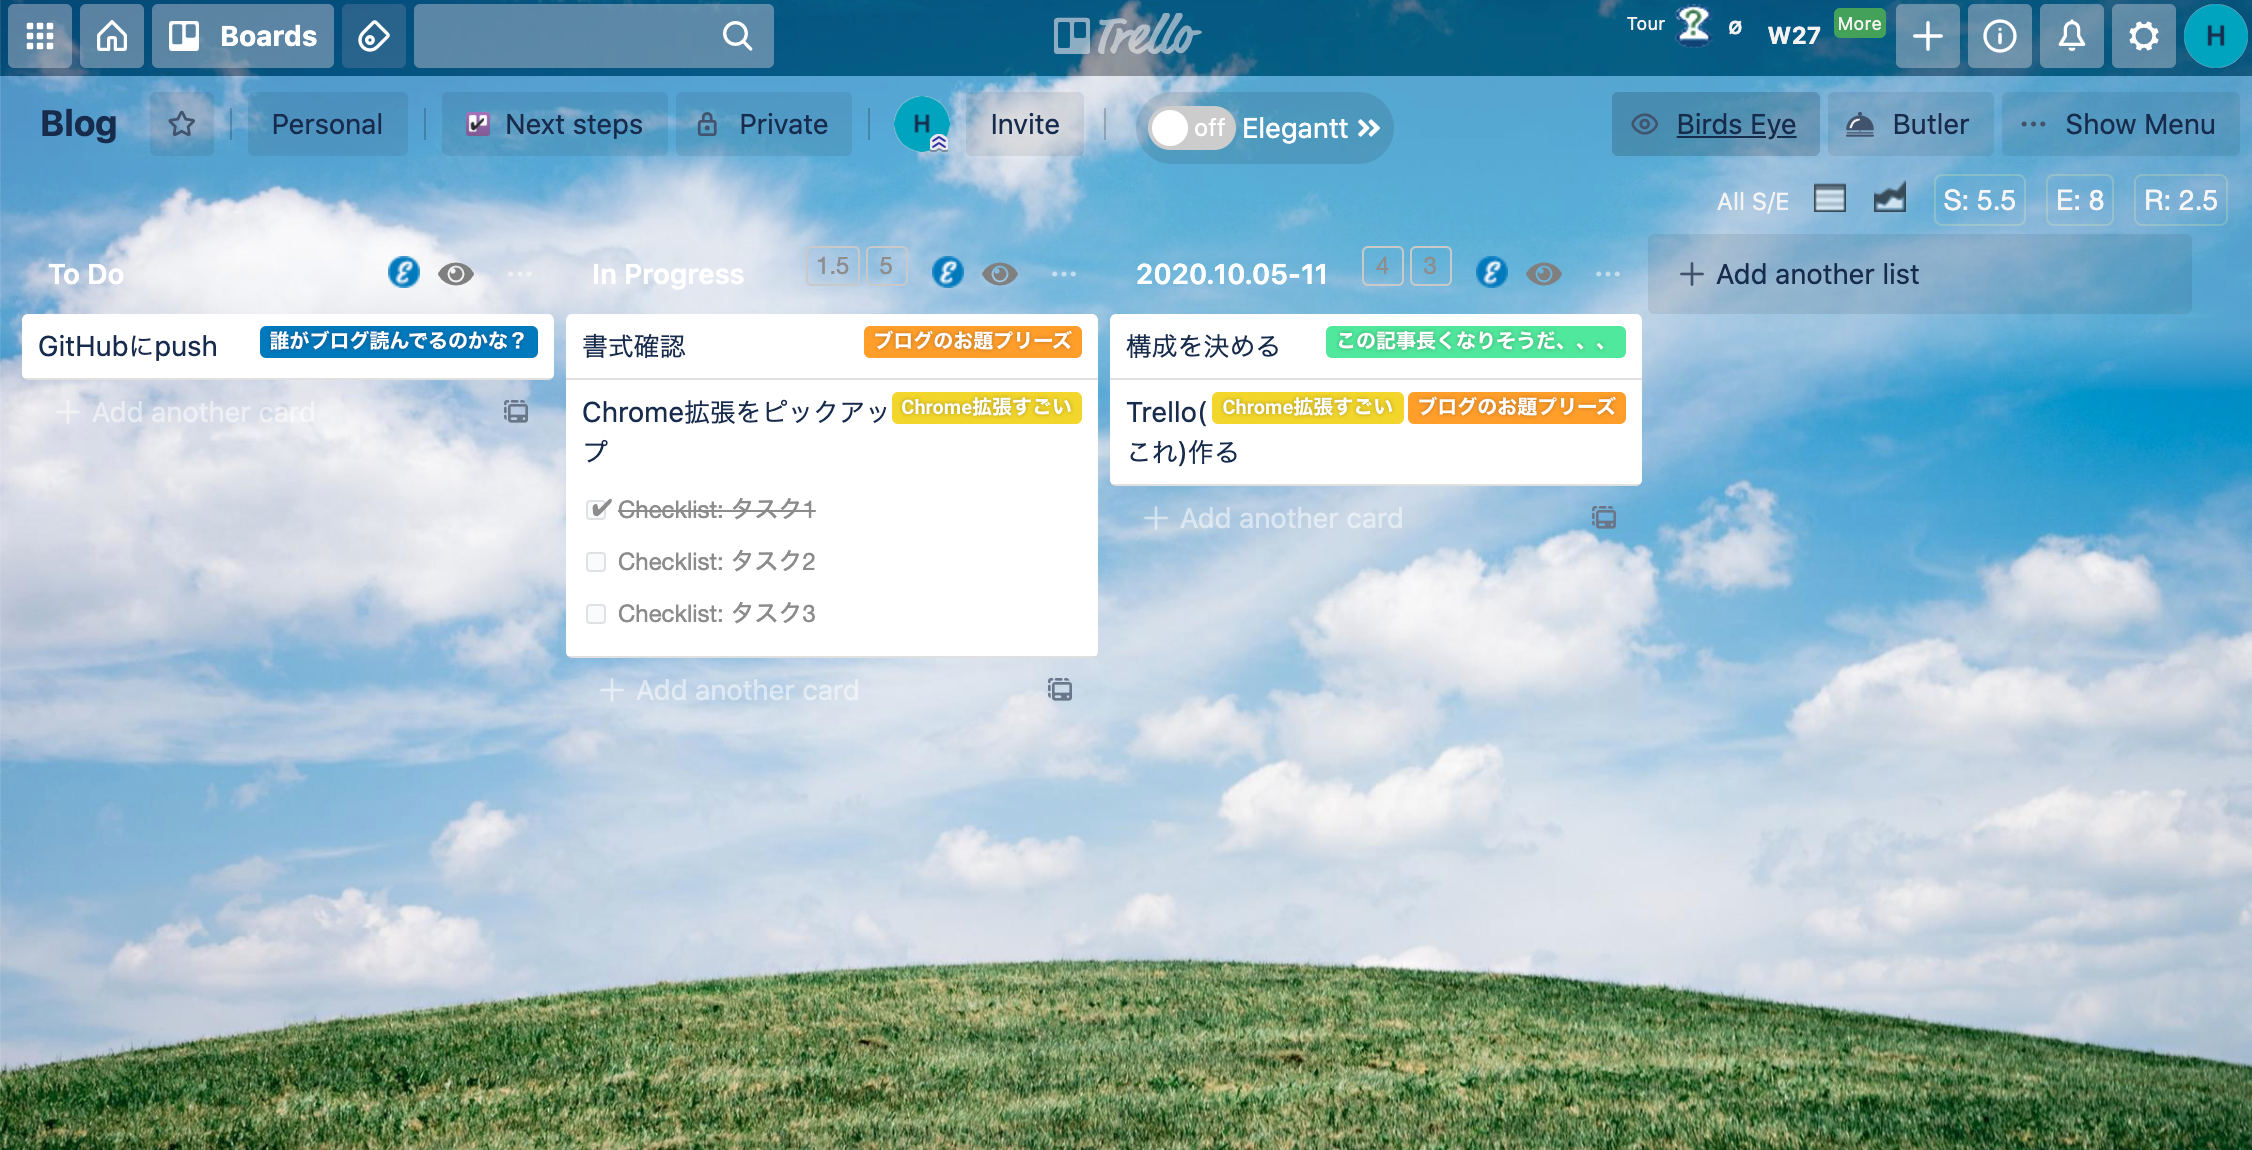 Boards
Trello
Tour
ø
W27
More
H
Blog
Personal
Next steps
Private
H
Invite
off
Elegantt
Birds Eye
Butler
Show Menu
All S/E
S: 5.5
E: 8
R: 2.5
To Do
GitHubにpush
誰がブログ読んでるのかな？
Add another card
In Progress
1.5
5
書式確認
ブログのお題プリーズ
Chrome拡張をピックアッ
プ
Chrome拡張すごい
Checklist: タスク1
Checklist: タスク2
Checklist: タスク3
Add another card
2020.10.05-11
4
3
構成を決める
この記事長くなりそうだ、、、
Trello(
これ)作る
Chrome拡張すごい
ブログのお題プリーズ
Add another card
Add another list